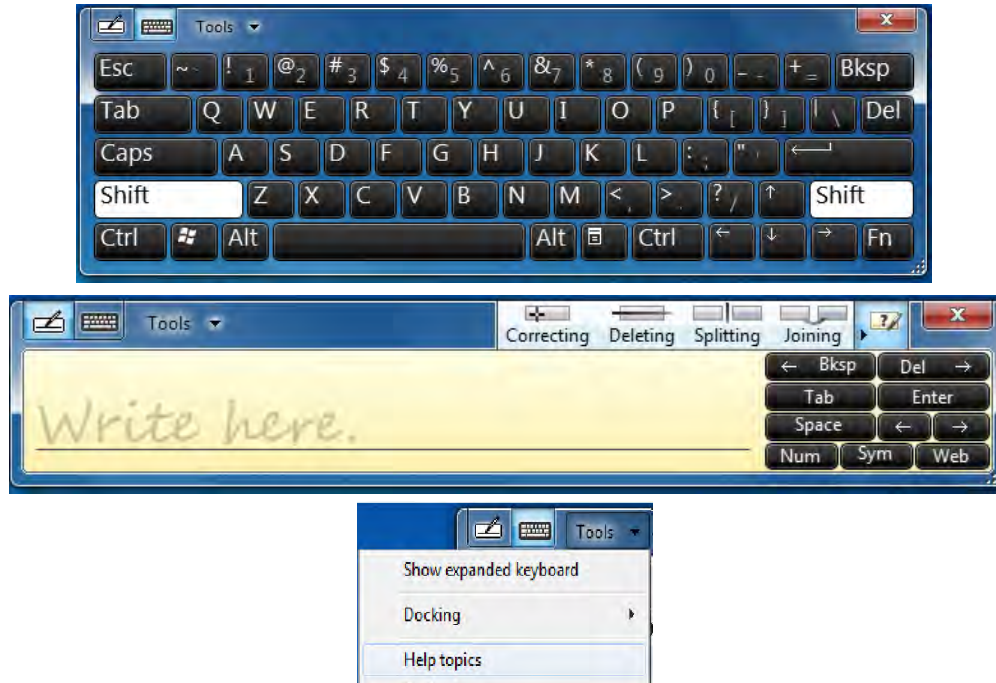 Tools
Esc ~ ` ! 1 @ 2 # 3 $ 4 % 5 ^ 6 & 7 * 8 ( 9 ) 0 _ - + = Bksp
Tab Q W E R T Y U I O P { [ } ] | \ Del
Caps A S D F G H J K L : ; " ' ←
Shift Z X C V B N M < , > . ? / ↑ Shift
Ctrl Alt Alt Ctrl ← ↓ → Fn
Tools Correcting Deleting Splitting Joining
Write here.
← Bksp Del →
Tab Enter
Space ← →
Num Sym Web
Tools
Show expanded keyboard
Docking
Help topics